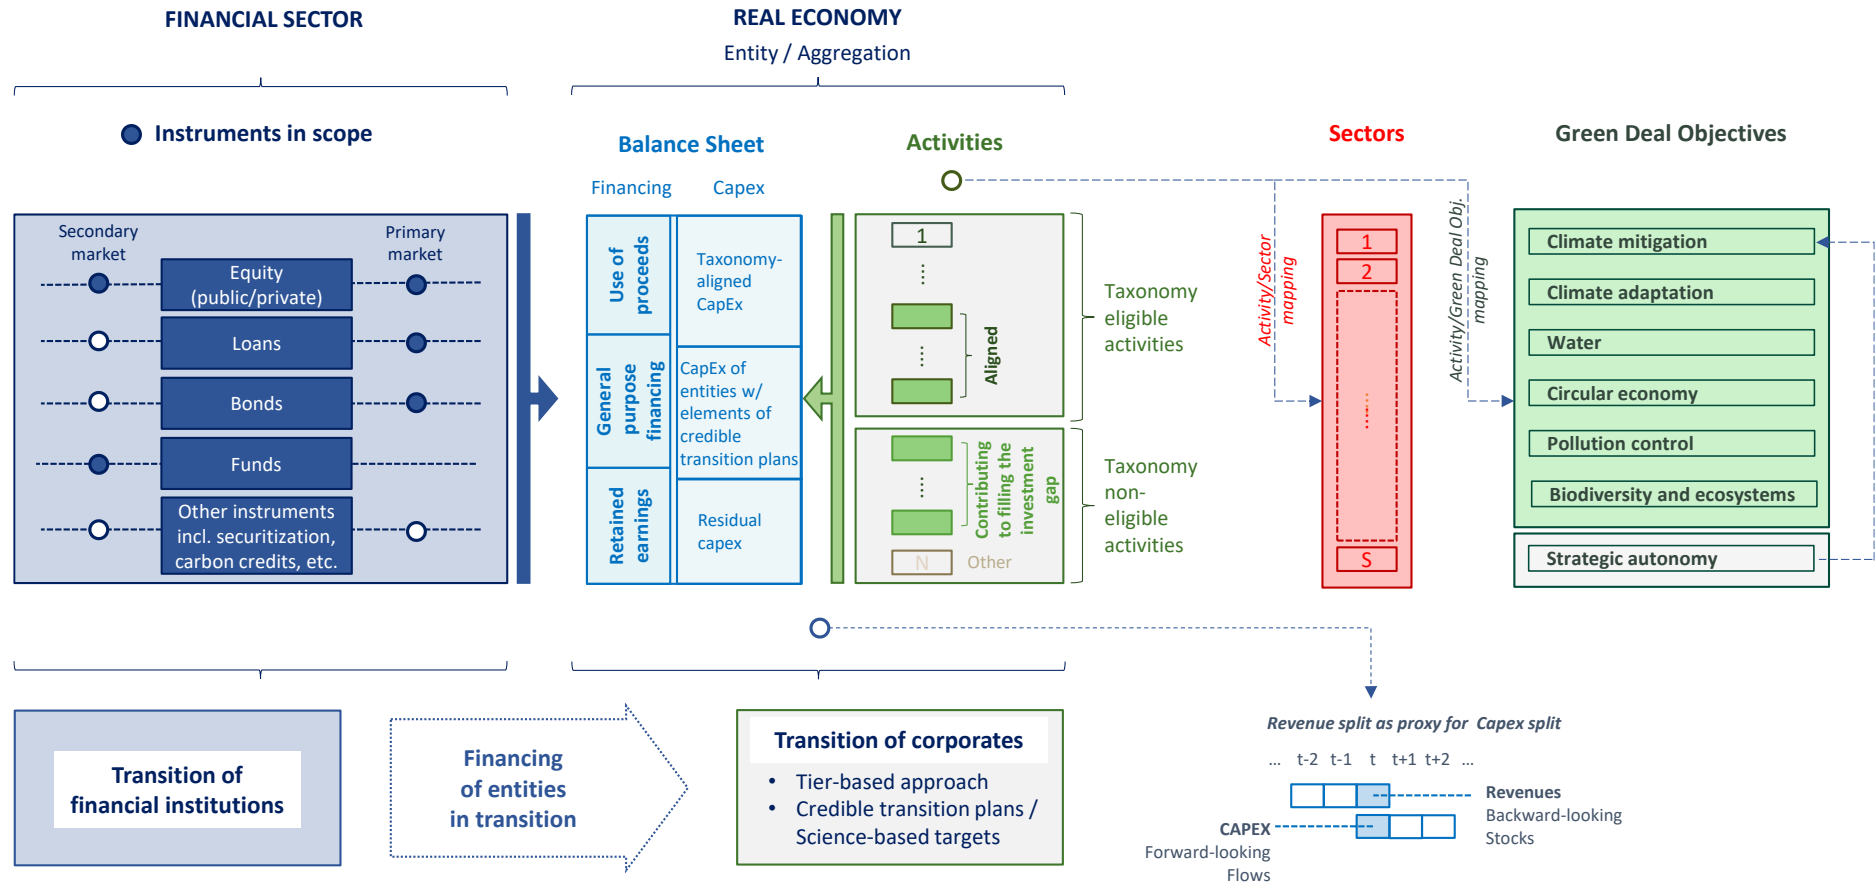 FINANCIAL SECTOR
REAL ECONOMY
Entity / Aggregation
Instruments in scope
Balance Sheet
Activities
Sectors
Green Deal Objectives
Financing
Capex
Secondary
market
Primary
market
Equity
(public/private)
Loans
Bonds
Funds
Other instruments
incl. securitization,
carbon credits, etc.
Use of
proceeds
General
purpose
financing
Retained
earnings
Taxonomy-
aligned
CapEx
CapEx of
entities w/
elements of
credible
transition plans
Residual
capex
1
....
....
Aligned
....
Contributing
to filling the
investment
gap
N
Other
Taxonomy
eligible
activities
Taxonomy
non-
eligible
activities
Activity/Sector
mapping
1
2
......
S
Activity/Green Deal Obj.
mapping
Climate mitigation
Climate adaptation
Water
Circular economy
Pollution control
Biodiversity and ecosystems
Strategic autonomy
Transition of
financial institutions
Financing
of entities
in transition
Transition of corporates
• Tier-based approach
• Credible transition plans /
Science-based targets
Revenue split as proxy for Capex split
... t-2 t-1 t t+1 t+2 ...
Revenues
Backward-looking
Stocks
CAPEX
Forward-looking
Flows